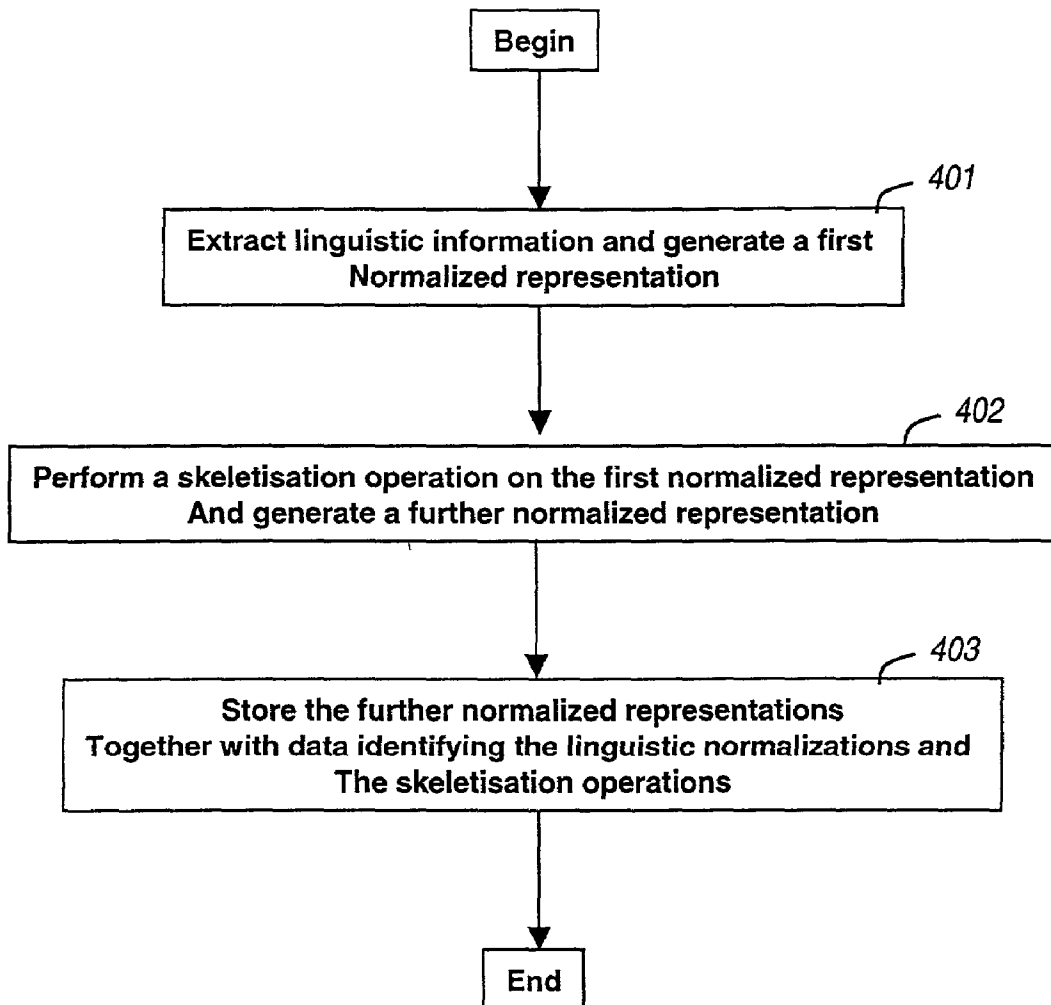 Begin
401
Extract linguistic information and generate a first
Normalized representation
402
Perform a skeletisation operation on the first normalized representation
And generate a further normalized representation
403
Store the further normalized representations
Together with data identifying the linguistic normalizations and
The skeletisation operations
End